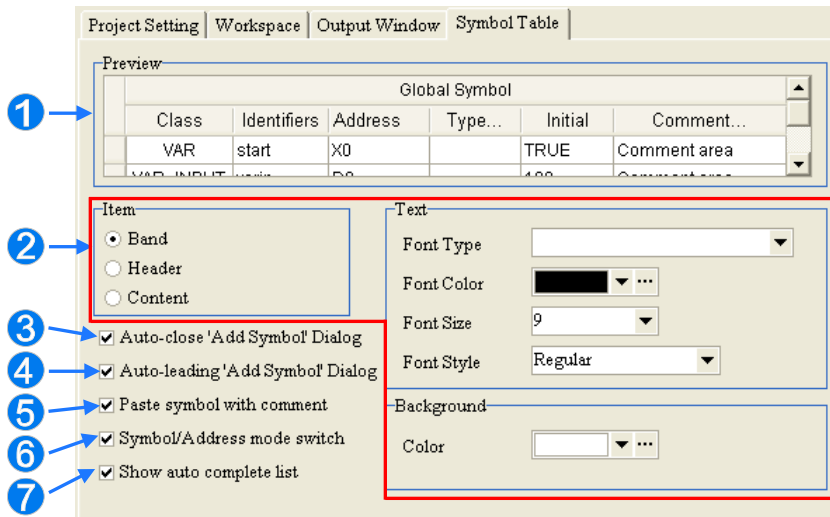 Project Setting Workspace Output Window Symbol Table
Preview
Global Symbol
Class Identifiers Address Type... Initial Comment...
VAR start X0 TRUE Comment area
1
Item
Band
Header
Content
2
Text
Font Type
Font Color ...
Font Size 9
Font Style Regular
Background
Color ...
3 Auto-close 'Add Symbol' Dialog
4 Auto-leading 'Add Symbol' Dialog
5 Paste symbol with comment
6 Symbol/Address mode switch
7 Show auto complete list